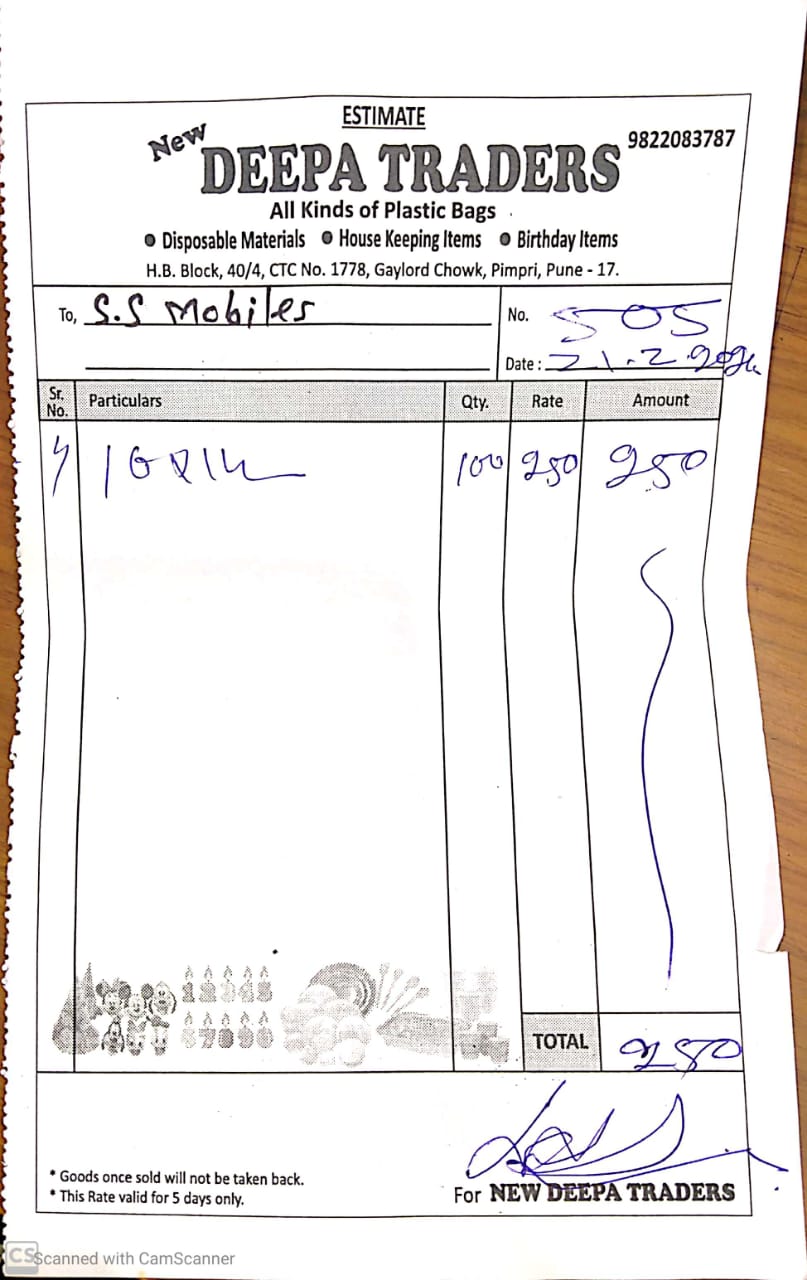 ESTIMATE
New
9822083787
DEEPA TRADERS
All Kinds of Plastic Bags
Disposable Materials House Keeping Items Birthday Items
H.B. Block, 40/4, CTC No. 1778, Gaylord Chowk, Pimpri, Pune - 17.
To, S.S Mobiles
No. 505
Date : 21.2.
Sr. No. Particulars Qty. Rate Amount
100 250 250
TOTAL 250
* Goods once sold will not be taken back.
* This Rate valid for 5 days only.
For NEW DEEPA TRADERS
CS Scanned with CamScanner